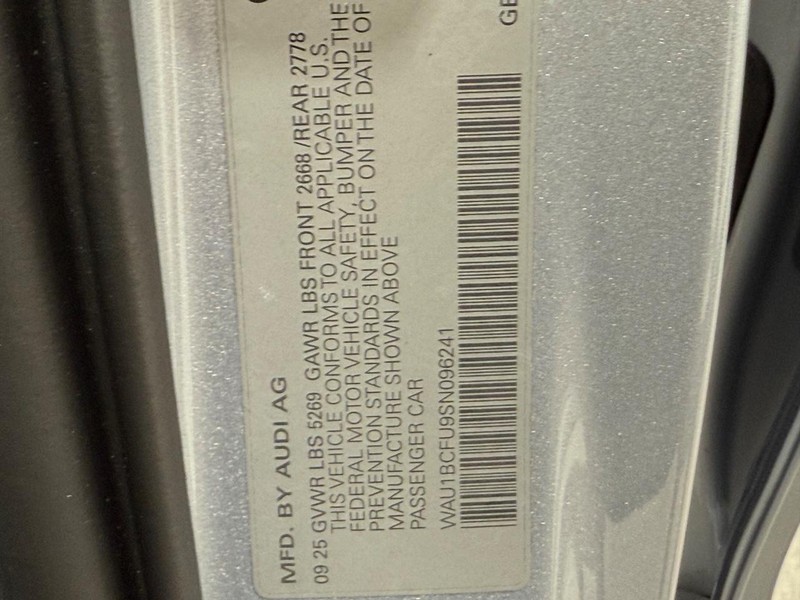 MFD. BY AUDI AG
09 25 GVWR LBS 5269 GAWR LBS FRONT 2668 /REAR 2778
THIS VEHICLE CONFORMS TO ALL APPLICABLE U.S.
FEDERAL MOTOR VEHICLE SAFETY, BUMPER AND THE
PREVENTION STANDARDS IN EFFECT ON THE DATE OF
MANUFACTURE SHOWN ABOVE
PASSENGER CAR
WAU1BCFU9SN096241